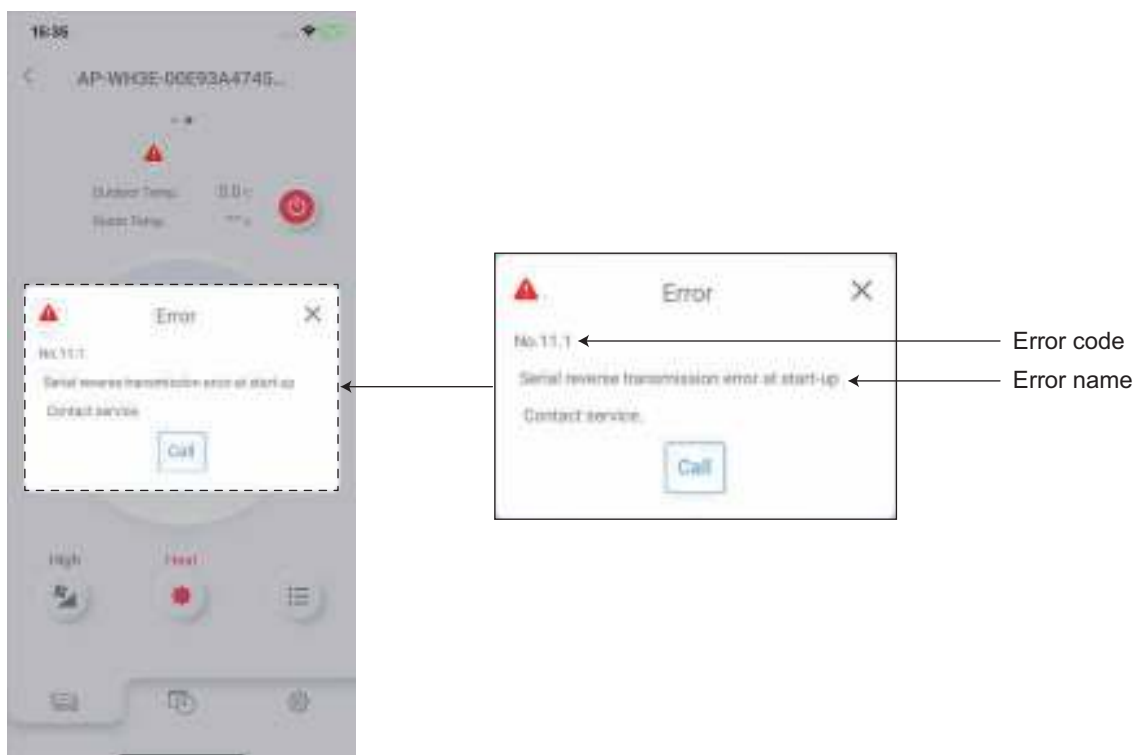 16:36
AP-WH3E-00E93A4745...
Outdoor Temp. 0.0
Room Temp.
Error
No.11.1
Serial reverse transmission error at start-up
Contact service.
Call
High
Heat
Error
No.11.1
Serial reverse transmission error at start-up
Contact service.
Call
Error code
Error name